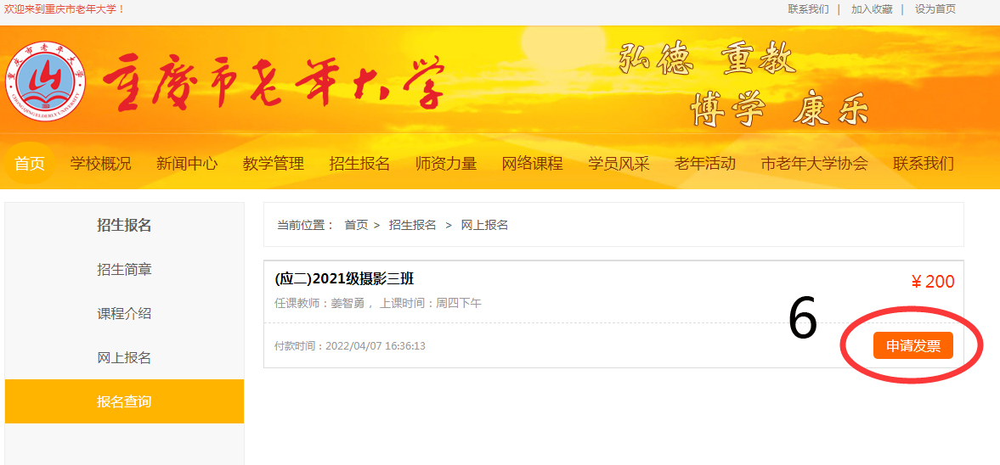 欢迎来到重庆市老年大学！
联系我们 | 加入收藏 | 设为首页
重庆市老年大学
CHONGQING ELDERLY UNIVERSITY
重慶市老年大学
弘德 重教
博学 康乐
首页 学校概况 新闻中心 教学管理 招生报名 师资力量 网络课程 学员风采 老年活动 市老年大学协会 联系我们
招生报名
招生简章
课程介绍
网上报名
报名查询
当前位置： 首页 > 招生报名 > 网上报名
(应二)2021级摄影三班
￥200
任课教师：姜智勇， 上课时间：周四下午
6
付款时间：2022/04/07 16:36:13
申请发票